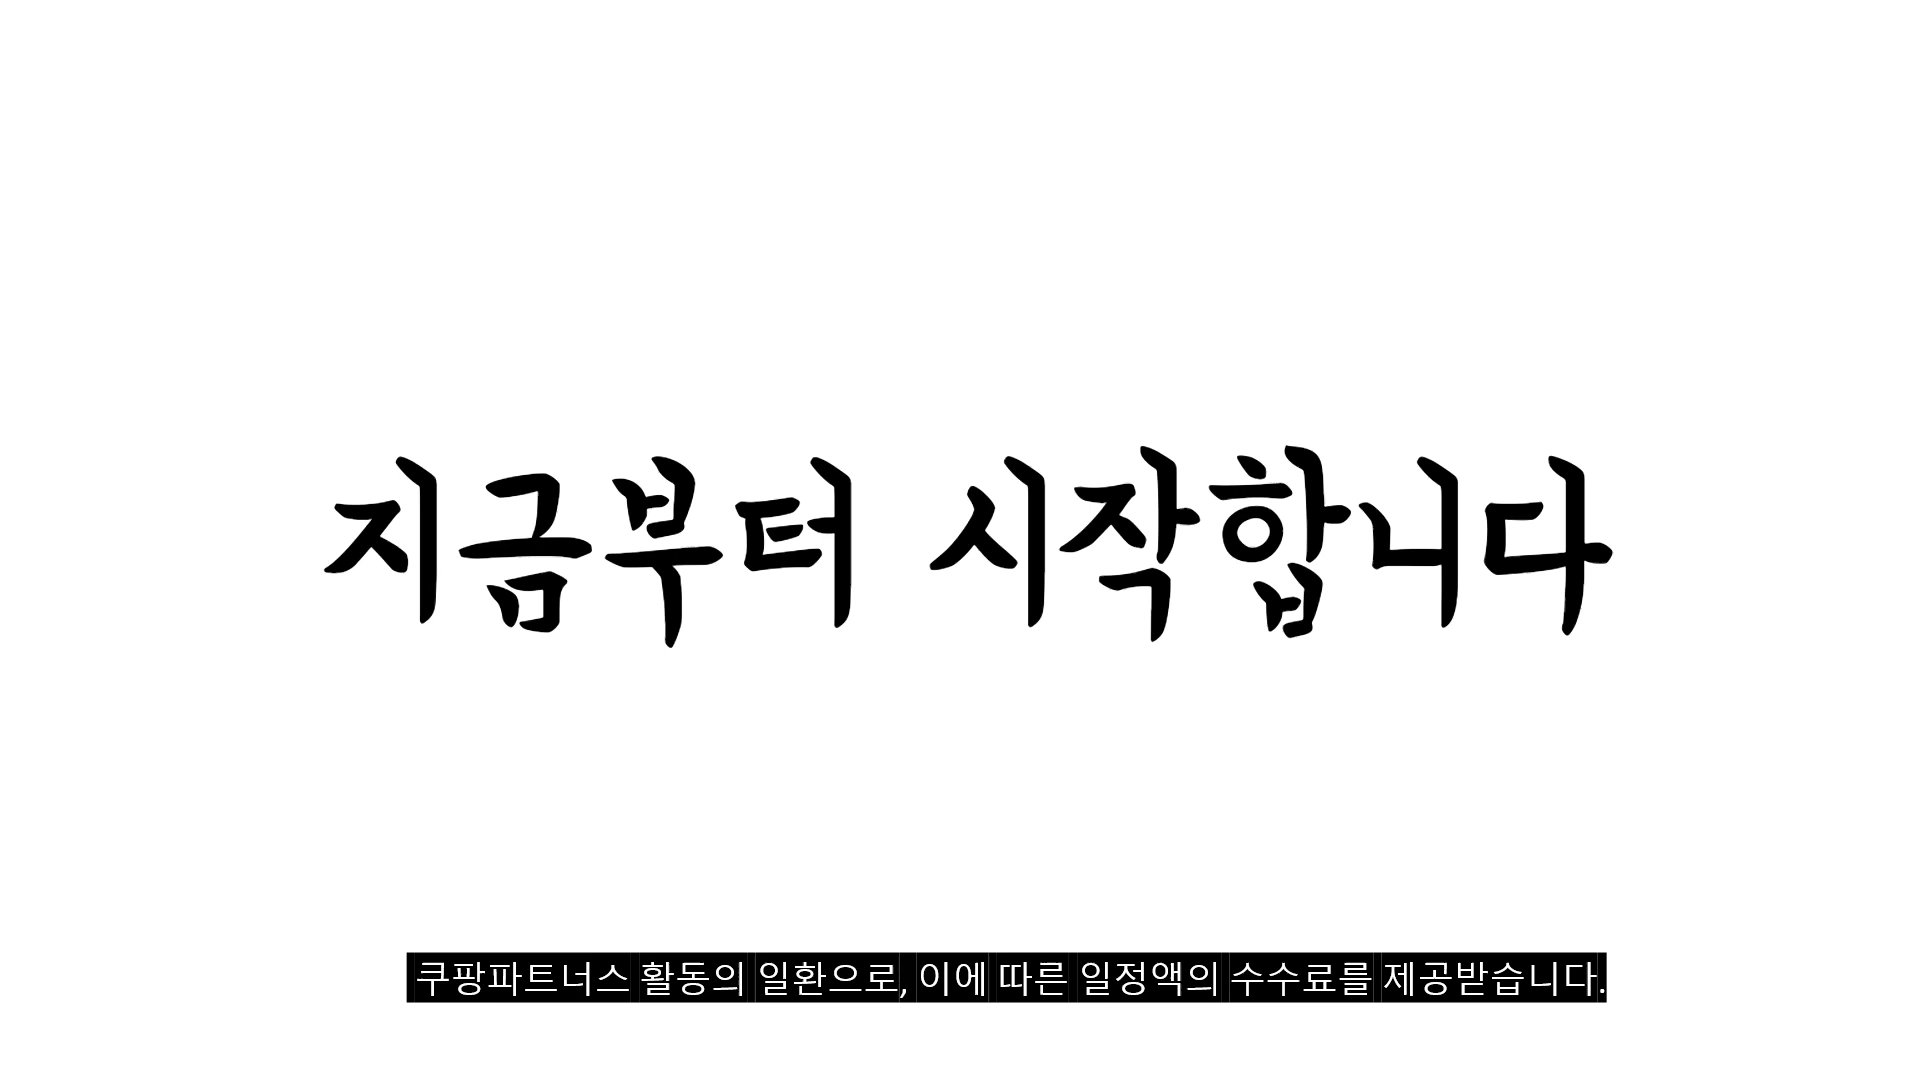 지금부터 시작합니다
쿠팡파트너스 활동의 일환으로, 이에 따른 일정액의 수수료를 제공받습니다.